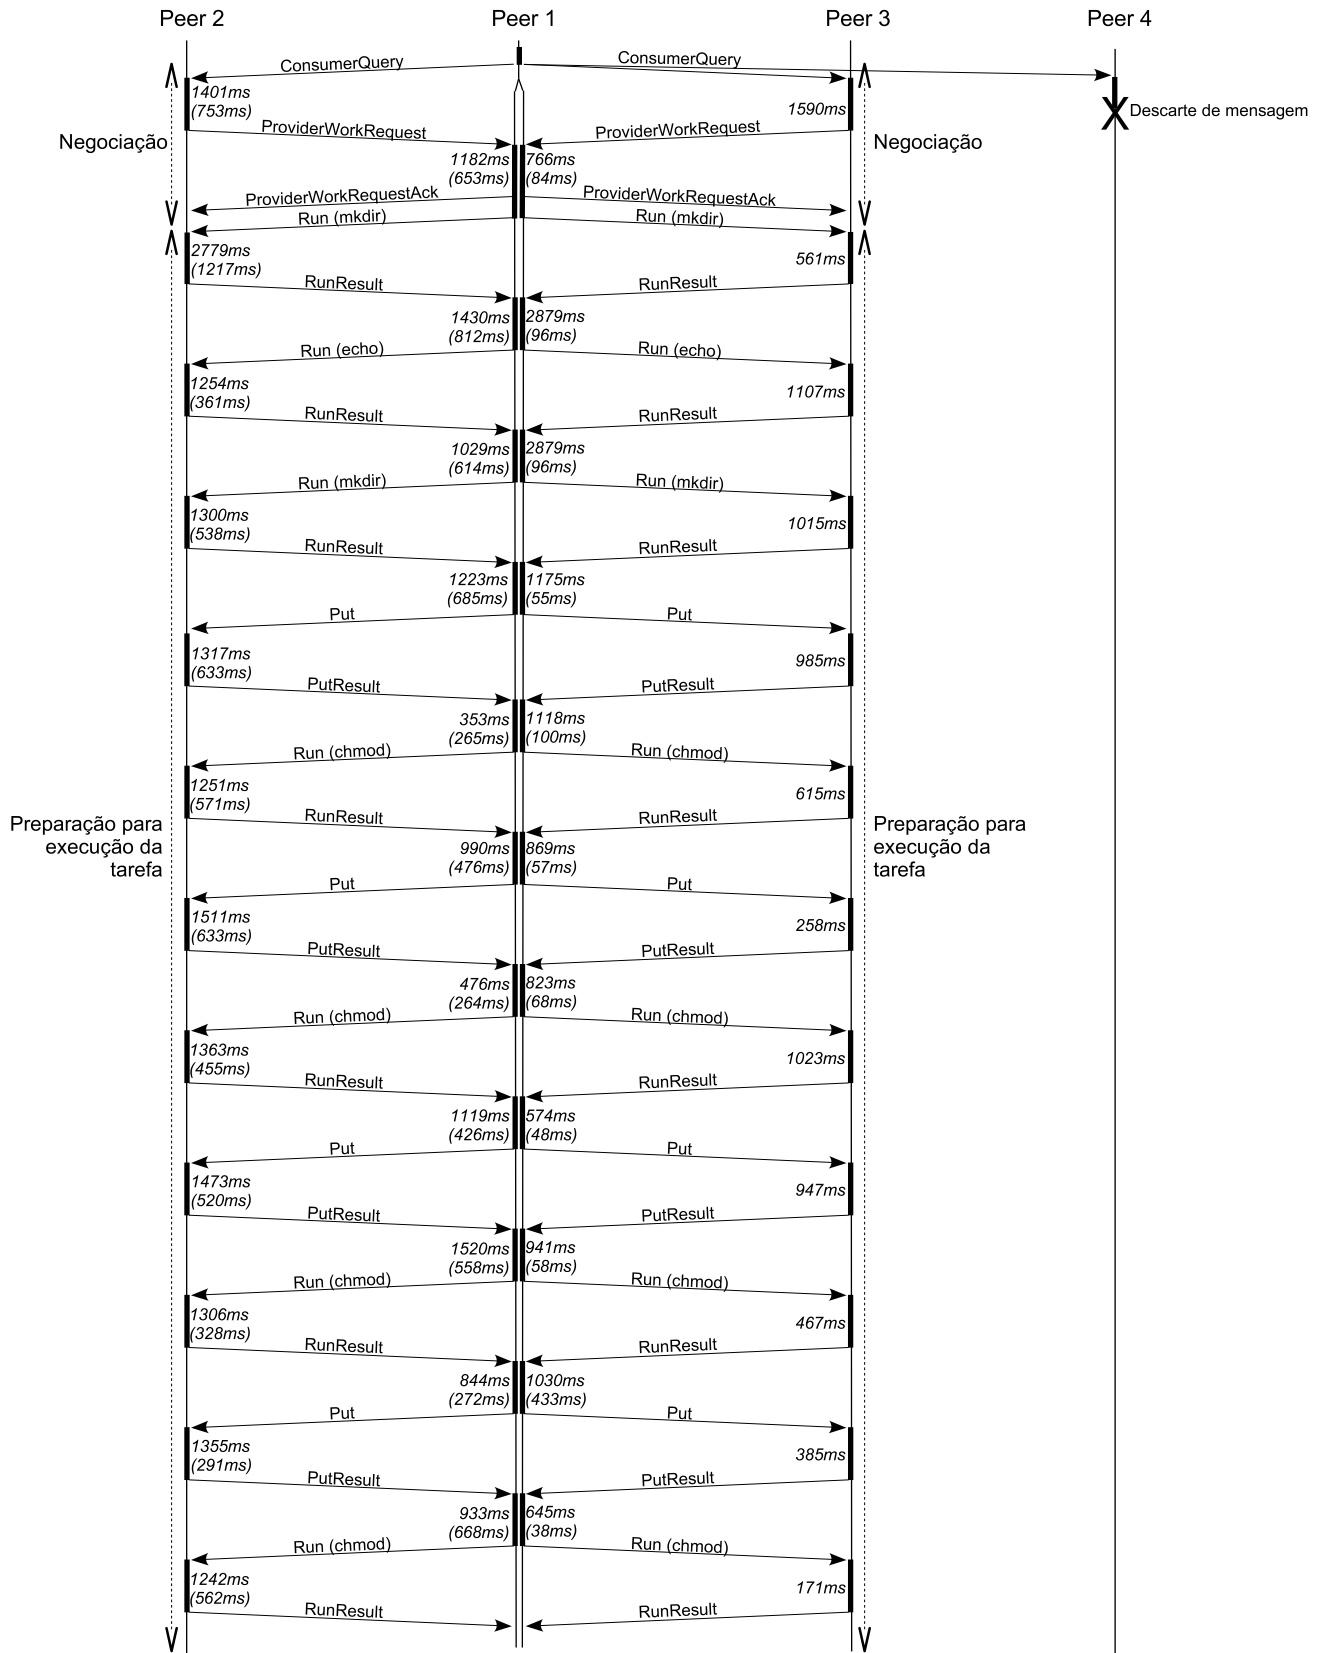 Peer 2
Peer 1
Peer 3
Peer 4
ConsumerQuery
ConsumerQuery
1401ms
(753ms)
1590ms
Descarte de mensagem
Negociação
Negociação
ProviderWorkRequest
ProviderWorkRequest
1182ms
(653ms)
766ms
(84ms)
ProviderWorkRequestAck
ProviderWorkRequestAck
Run (mkdir)
Run (mkdir)
2779ms
(1217ms)
561ms
RunResult
RunResult
1430ms
(812ms)
2879ms
(96ms)
Run (echo)
Run (echo)
1254ms
(361ms)
1107ms
RunResult
RunResult
1029ms
(614ms)
2879ms
(96ms)
Run (mkdir)
Run (mkdir)
1300ms
(538ms)
1015ms
RunResult
RunResult
1223ms
(685ms)
1175ms
(55ms)
Put
Put
1317ms
(633ms)
985ms
PutResult
PutResult
353ms
(265ms)
1118ms
(100ms)
Run (chmod)
Run (chmod)
1251ms
(571ms)
615ms
RunResult
RunResult
Preparação para
execução da
tarefa
Preparação para
execução da
tarefa
990ms
(476ms)
869ms
(57ms)
Put
Put
1511ms
(633ms)
258ms
PutResult
PutResult
476ms
(264ms)
823ms
(68ms)
Run (chmod)
Run (chmod)
1363ms
(455ms)
1023ms
RunResult
RunResult
1119ms
(426ms)
574ms
(48ms)
Put
Put
1473ms
(520ms)
947ms
PutResult
PutResult
1520ms
(558ms)
941ms
(58ms)
Run (chmod)
Run (chmod)
1306ms
(328ms)
467ms
RunResult
RunResult
844ms
(272ms)
1030ms
(433ms)
Put
Put
1355ms
(291ms)
385ms
PutResult
PutResult
933ms
(668ms)
645ms
(38ms)
Run (chmod)
Run (chmod)
1242ms
(562ms)
171ms
RunResult
RunResult